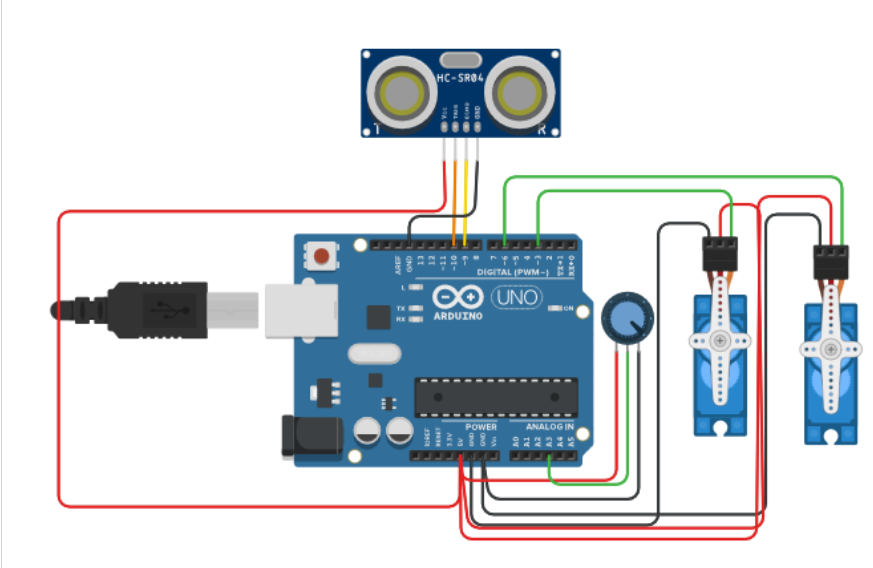 HC-SR04
VCC
TRIG
ECHO
GND
T
R
AREF
GND
13
12
~11
~10
~9
8
7
~6
~5
4
~3
2
TX→1
RX←0
DIGITAL (PWM~)
L
TX
RX
UNO
ARDUINO
ON
POWER
ANALOG IN
IOREF
RESET
3.3V
5V
GND
GND
Vin
A0
A1
A2
A3
A4
A5